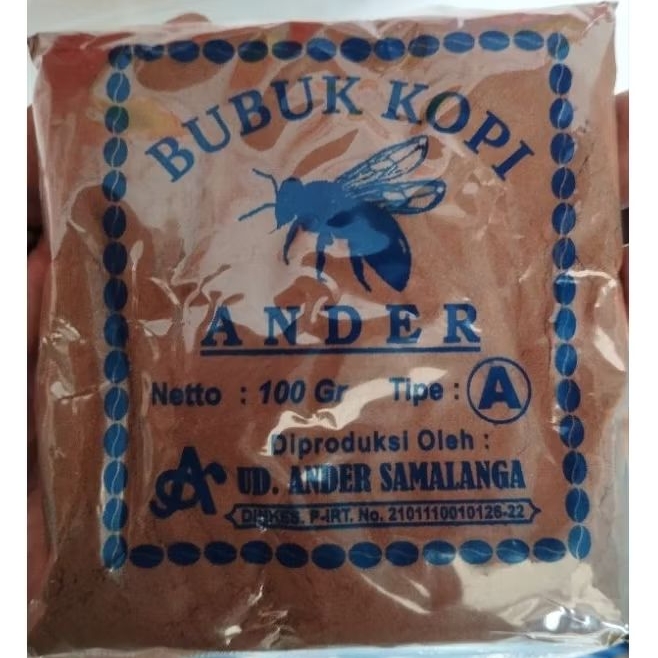 BUBUK KOPI
ANDER
Netto : 100 Gr Tipe : A
Diproduksi Oleh :
UD. ANDER SAMALANGA
DINKES. P-IRT. No. 2101110010126-22